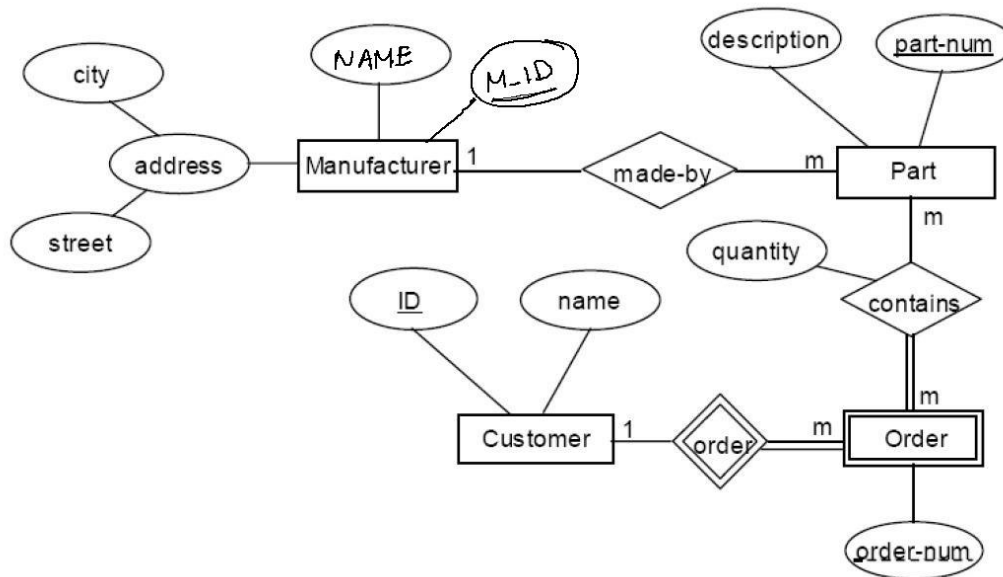 description
part-num
NAME
M_ID
city
address
Manufacturer
1
made-by
m
Part
street
m
quantity
ID
name
contains
m
Customer
1
order
m
Order
order-num